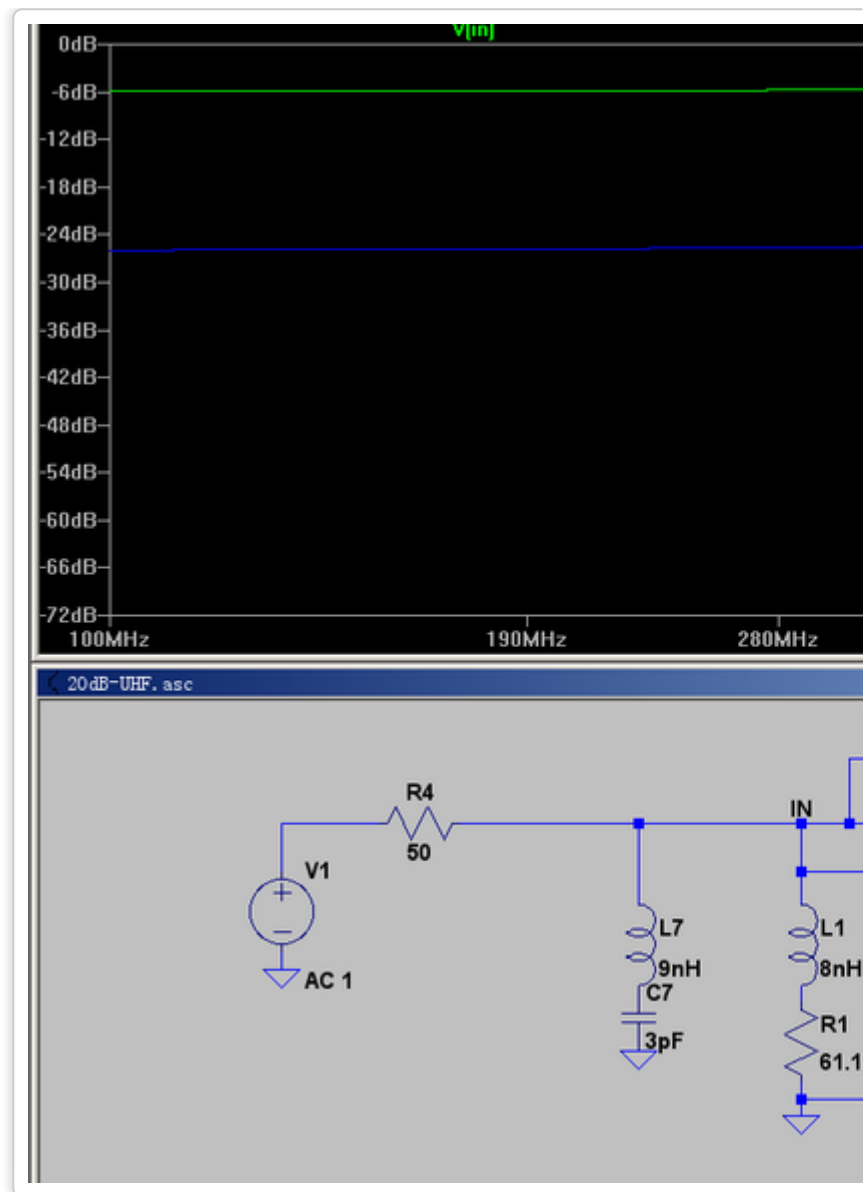 V[in]
0dB
-6dB
-12dB
-18dB
-24dB
-30dB
-36dB
-42dB
-48dB
-54dB
-60dB
-66dB
-72dB
100MHz 190MHz 280MHz
20dB-UHF.asc
R4
50
IN
V1
AC 1
L7
9nH
C7
3pF
L1
8nH
R1
61.1